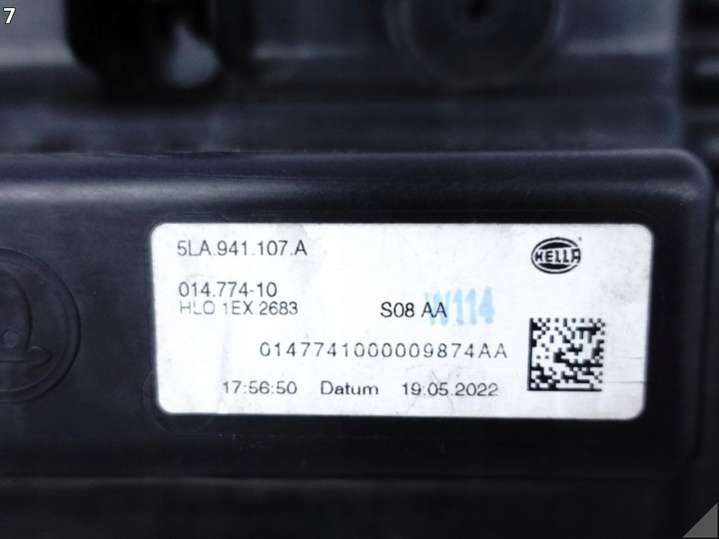 7
5LA.941.107.A
HELLA
014.774-10
HLO 1EX 2683
S08 AA W114
0147741000009874AA
17:56:50 Datum 19.05.2022